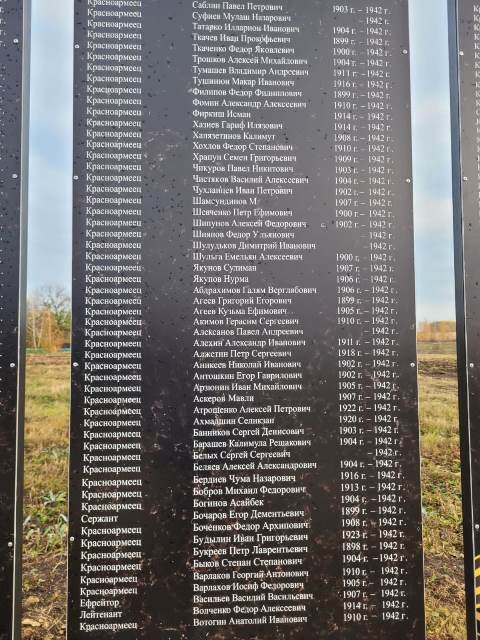 Красноармеец Саблин Павел Петрович 1903 г. – 1942 г.
Красноармеец Суфиев Мулаш Назарович – 1942 г.
Красноармеец Татарко Илларион Иванович 1904 г. – 1942 г.
Красноармеец Ткачев Иван Прокофьевич 1899 г. – 1942 г.
Красноармеец Ткаченко Федор Яковлевич 1900 г. – 1942 г.
Красноармеец Трошков Алексей Михайлович 1904 г. – 1942 г.
Красноармеец Тумашев Владимир Андреевич 1911 г. – 1942 г.
Красноармеец Тушинин Макар Иванович 1916 г. – 1942 г.
Красноармеец Филипов Федор Филиппович 1899 г. – 1942 г.
Красноармеец Фомин Александр Алексеевич 1910 г. – 1942 г.
Красноармеец Фиркиш Исман 1914 г. – 1942 г.
Красноармеец Хазиев Гариф Илязович 1914 г. – 1942 г.
Красноармеец Халязетинов Калимут 1908 г. – 1942 г.
Красноармеец Хохлов Федор Степанович 1910 г. – 1942 г.
Красноармеец Храпун Семен Григорьевич 1909 г. – 1942 г.
Красноармеец Чикуров Павел Никитович 1903 г. – 1942 г.
Красноармеец Чистяков Василий Алексеевич 1904 г. – 1942 г.
Красноармеец Чухланцев Иван Петрович 1902 г. – 1942 г.
Красноармеец Шамсундинов М 1907 г. – 1942 г.
Красноармеец Шевченко Петр Ефимович 1900 г. – 1942 г.
Красноармеец Шипунов Алексей Федорович 1902 г. – 1942 г.
Красноармеец Шиянов Федор Ульянович – 1942 г.
Красноармеец Шулудьков Димитрий Иванович – 1942 г.
Красноармеец Шульга Емельян Алексеевич 1900 г. – 1942 г.
Красноармеец Якунов Сулиман 1907 г. – 1942 г.
Красноармеец Якупов Нурма 1906 г. – 1942 г.
Красноармеец Абдрахимов Галям Верглябович 1906 г. – 1942 г.
Красноармеец Агеев Григорий Егорович 1899 г. – 1942 г.
Красноармеец Агеев Кузьма Ефимович 1905 г. – 1942 г.
Красноармеец Акимов Герасим Сергеевич 1910 г. – 1942 г.
Красноармеец Алексанов Павел Андреевич – 1942 г.
Красноармеец Алехин Александр Иванович 1911 г. – 1942 г.
Красноармеец Аджетин Петр Сергеевич 1918 г. – 1942 г.
Красноармеец Аникеев Николай Иванович 1902 г. – 1942 г.
Красноармеец Антошкин Егор Гаврилович 1902 г. – 1942 г.
Красноармеец Арзюнин Иван Михайлович 1905 г. – 1942 г.
Красноармеец Аскеров Мавли 1907 г. – 1942 г.
Красноармеец Атрощенко Алексей Петрович 1922 г. – 1942 г.
Красноармеец Ахмадшин Селикзян 1920 г. – 1942 г.
Красноармеец Банников Сергей Денисович 1903 г. – 1942 г.
Красноармеец Барашев Калимула Решакович 1904 г. – 1942 г.
Красноармеец Белых Сергей Сергеевич – 1942 г.
Красноармеец Беляев Алексей Александрович 1904 г. – 1942 г.
Красноармеец Бердиев Чума Назарович 1916 г. – 1942 г.
Красноармеец Бобров Михаил Федорович 1913 г. – 1942 г.
Красноармеец Богинов Асайбек 1904 г. – 1942 г.
Сержант Бочаров Егор Дементьевич 1899 г. – 1942 г.
Красноармеец Боченков Федор Архипович 1908 г. – 1942 г.
Красноармеец Будылин Иван Григорьевич 1923 г. – 1942 г.
Красноармеец Букреев Петр Лаврентьевич 1898 г. – 1942 г.
Красноармеец Быков Степан Степанович 1904 г. – 1942 г.
Красноармеец Варлаков Георгий Антонович 1910 г. – 1942 г.
Красноармеец Варлахов Иосиф Федорович 1905 г. – 1942 г.
Ефрейтор Васильев Василий Васильевич 1907 г. – 1942 г.
Лейтенант Волченко Федор Алексеевич 1914 г. – 1942 г.
Красноармеец Вотогин Анатолий Иванович 1910 г. – 1942 г.